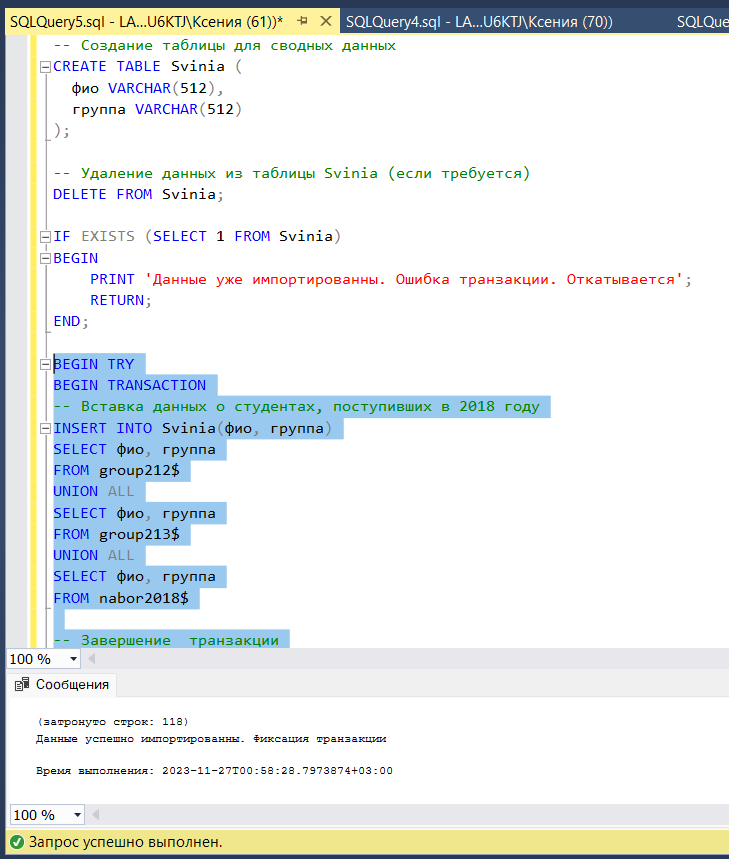 SQLQuery5.sql - LA...U6KTJ\Ксения (61))* SQLQuery4.sql - LA...U6KTJ\Ксения (70)) SQLQue
-- Создание таблицы для сводных данных
CREATE TABLE Svinia (
фио VARCHAR(512),
группа VARCHAR(512)
);
-- Удаление данных из таблицы Svinia (если требуется)
DELETE FROM Svinia;
IF EXISTS (SELECT 1 FROM Svinia)
BEGIN
PRINT 'Данные уже импортированны. Ошибка транзакции. Откатывается';
RETURN;
END;
BEGIN TRY
BEGIN TRANSACTION
-- Вставка данных о студентах, поступивших в 2018 году
INSERT INTO Svinia(фио, группа)
SELECT фио, группа
FROM group212$
UNION ALL
SELECT фио, группа
FROM group213$
UNION ALL
SELECT фио, группа
FROM nabor2018$
-- Завершение  транзакции
100 %
Сообщения
(затронуто строк: 118)
Данные успешно импортированны. Фиксация транзакции
Время выполнения: 2023-11-27T00:58:28.7973874+03:00
100 %
Запрос успешно выполнен.